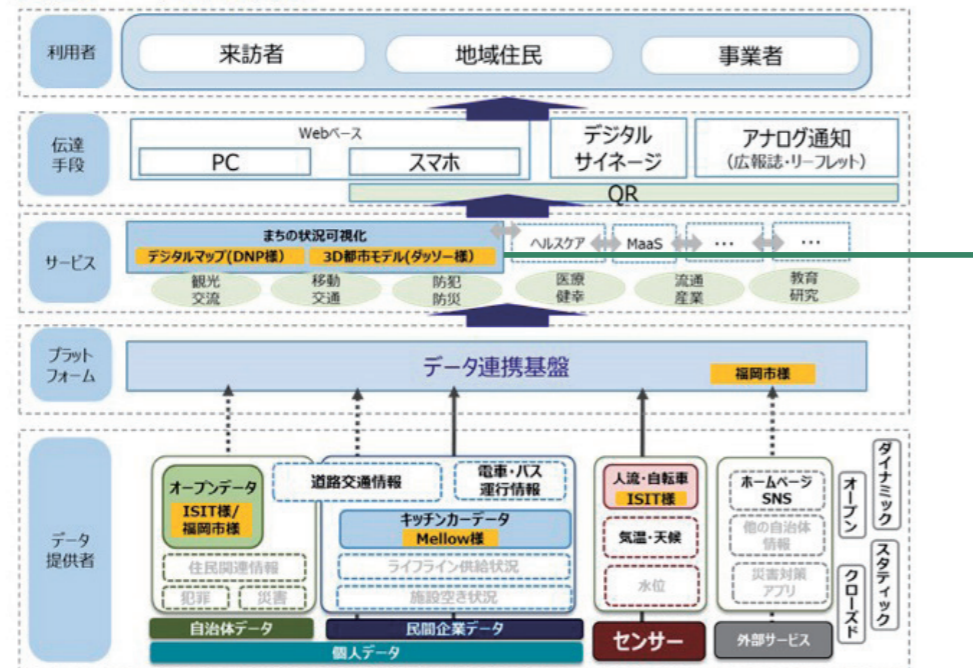 利用者
来訪者
地域住民
事業者
伝達
手段
Webベース
PC
スマホ
デジタル
サイネージ
アナログ通知
(広報誌・リーフレット)
QR
サービス
まちの状況可視化
デジタルマップ(DNP様)
3D都市モデル(ダッソー様)
ヘルスケア
MaaS
…
…
観光
交流
移動
交通
防犯
防災
医療
健幸
流通
産業
教育
研究
プラット
フォーム
データ連携基盤
福岡市様
データ
提供者
オープンデータ
ISIT様/
福岡市様
住民関連情報
犯罪
災害
自治体データ
道路交通情報
電車・バス
運行情報
キッチンカーデータ
Mellow様
ライフライン供給状況
施設空き状況
民間企業データ
個人データ
人流・自転車
ISIT様
気温・天候
水位
センサー
ホームページ
SNS
他の自治体
情報
災害対策
アプリ
外部サービス
オープン
クローズド
ダイナミック
スタティック